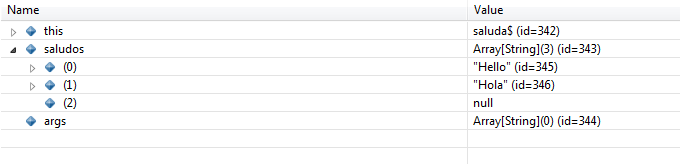 Name Value
this saluda$ (id=342)
saludos Array[String](3) (id=343)
(0) "Hello" (id=345)
(1) "Hola" (id=346)
(2) null
args Array[String](0) (id=344)